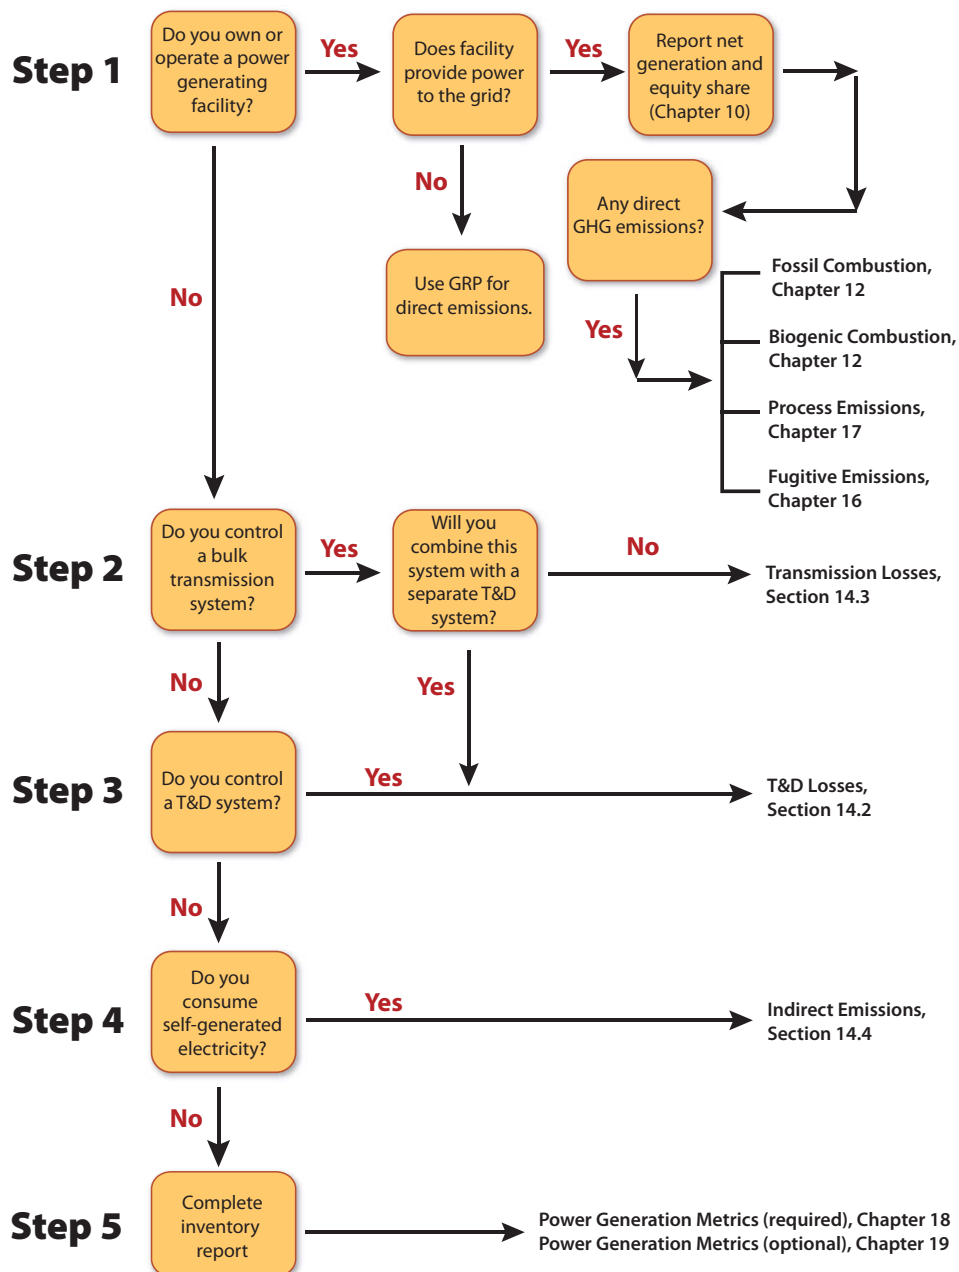 Step 1
Do you own or
operate a power
generating
facility?
Yes
Does facility
provide power
to the grid?
Yes
Report net
generation and
equity share
(Chapter 10)
No
Any direct
GHG emissions?
No
Use GRP for
direct emissions.
Yes
Fossil Combustion,
Chapter 12
Biogenic Combustion,
Chapter 12
Process Emissions,
Chapter 17
Fugitive Emissions,
Chapter 16
Step 2
Do you control
a bulk
transmission
system?
Yes
Will you
combine this
system with a
separate T&D
system?
No
Transmission Losses,
Section 14.3
No
Yes
Step 3
Do you control
a T&D system?
Yes
T&D Losses,
Section 14.2
No
Step 4
Do you
consume
self-generated
electricity?
Yes
Indirect Emissions,
Section 14.4
No
Step 5
Complete
inventory
report
Power Generation Metrics (required), Chapter 18
Power Generation Metrics (optional), Chapter 19